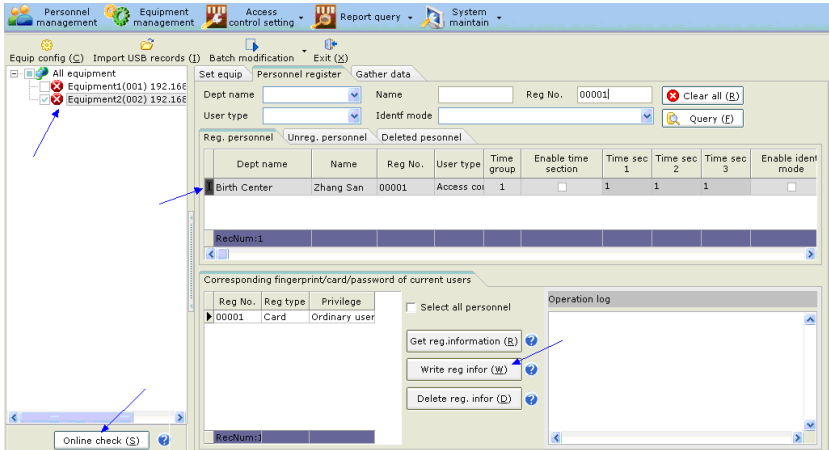 Personnel management
Equipment management
Access control setting
Report query
System maintain
Equip config (C) Import USB records (I) Batch modification Exit (X)
All equipment
Equipment1(001) 192.168
Equipment2(002) 192.168
Online check (S)
Set equip Personnel register Gather data
Dept name Name Reg No. 00001 Clear all (R)
User type Identf mode Query (F)
Reg. personnel Unreg. personnel Deleted pesonnel
Dept name Name Reg No. User type Time group Enable time section Time sec 1 Time sec 2 Time sec 3 Enable ident mode
Birth Center Zhang San 00001 Access co 1 1 1 1
RecNum:1
Corresponding fingerprint/card/password of current users
Reg No. Reg type Privilege
00001 Card Ordinary user
RecNum:1
Select all personnel
Get reg.information (R)
Write reg infor (W)
Delete reg. infor (D)
Operation log